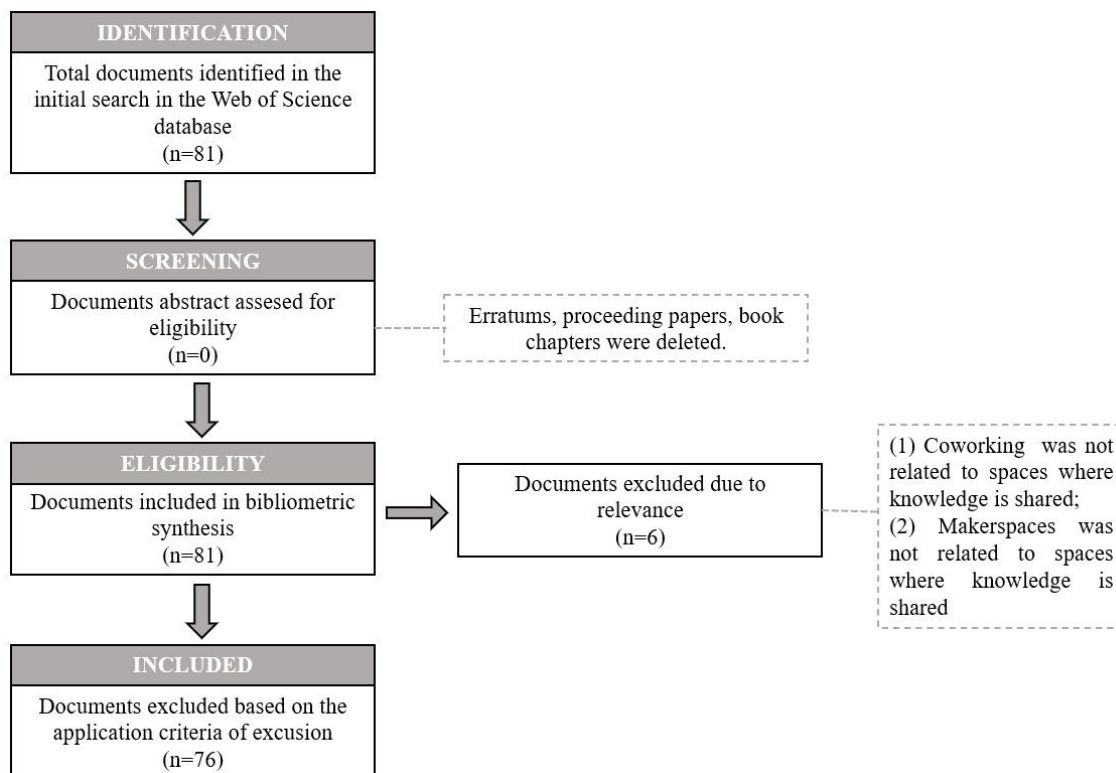 IDENTIFICATION
Total documents identified in the
initial search in the Web of Science
database
(n=81)
SCREENING
Documents abstract assesed for
eligibility
(n=0)
Erratums, proceeding papers, book
chapters were deleted.
ELIGIBILITY
Documents included in bibliometric
synthesis
(n=81)
Documents excluded due to
relevance
(n=6)
(1) Coworking was not
related to spaces where
knowledge is shared;
(2) Makerspaces was
not related to spaces
where knowledge is
shared
INCLUDED
Documents excluded based on the
application criteria of excusion
(n=76)